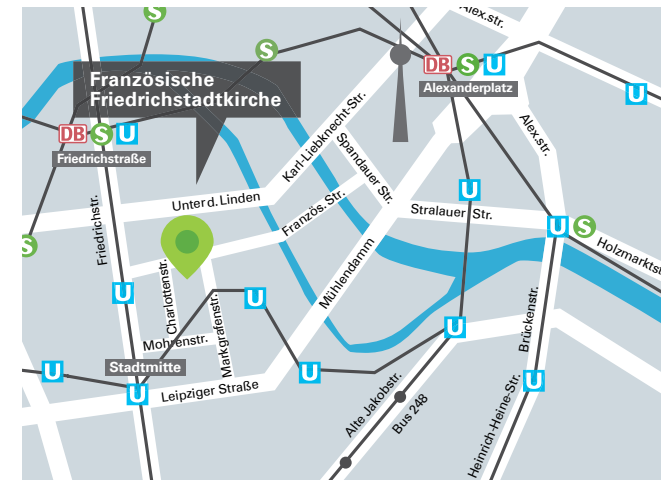 Alex.str.
S
S
DB S U
Alexanderplatz
U
Französische
Friedrichstadtkirche
DB S U
Friedrichstraße
Karl-Liebknecht-Str.
Spandauer Str.
Alex.str.
Unter d. Linden
Französ. Str.
U
Stralauer Str.
U S
Holzmarktst
S
Friedrichstr.
Charlottenstr.
Markgrafenstr.
Mühlendamm
U
U
U
Brückenstr.
Mohrenstr.
Stadtmitte
U
U
U
Leipziger Straße
Alte Jakobstr.
Bus 248
U
Heinrich-Heine-Str.